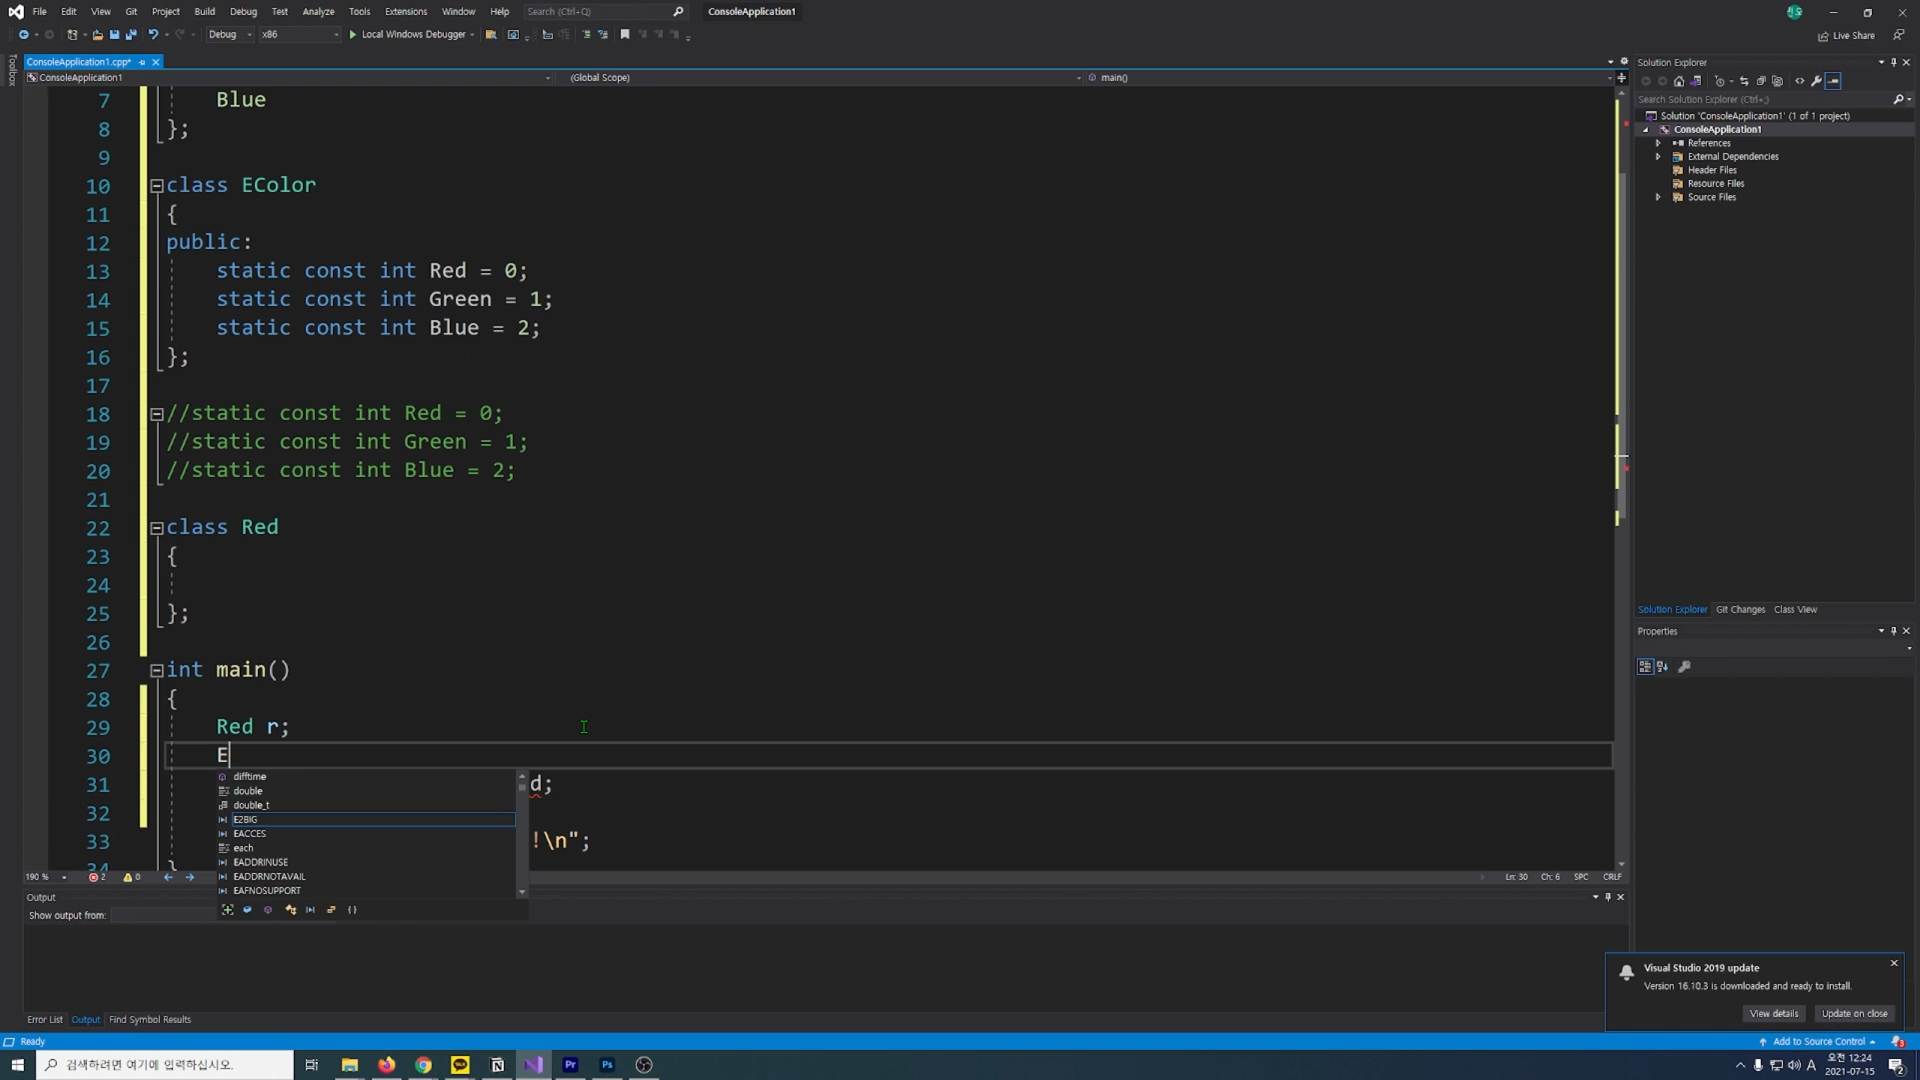 File Edit View Git Project Build Debug Test Analyze Tools Extensions Window Help Search (Ctrl+Q) ConsoleApplication1
Debug x86 Local Windows Debugger Live Share
ConsoleApplication1.cpp*
ConsoleApplication1 (Global Scope) main()
Toolbox
7 Blue
8 };
9
10 class EColor
11 {
12 public:
13 static const int Red = 0;
14 static const int Green = 1;
15 static const int Blue = 2;
16 };
17
18 //static const int Red = 0;
19 //static const int Green = 1;
20 //static const int Blue = 2;
21
22 class Red
23 {
24
25 };
26
27 int main()
28 {
29 Red r;
30 E
31 d;
32
33 !\n";
34 }
difftime
double
double_t
E2BIG
EACCES
each
EADDRINUSE
EADDRNOTAVAIL
EAFNOSUPPORT
190 % 2 0 Ln: 30 Ch: 6 SPC CRLF
Output
Show output from:
Error List Output Find Symbol Results
Solution Explorer
Search Solution Explorer (Ctrl+;)
Solution 'ConsoleApplication1' (1 of 1 project)
ConsoleApplication1
References
External Dependencies
Header Files
Resource Files
Source Files
Solution Explorer Git Changes Class View
Properties
Visual Studio 2019 update
Version 16.10.3 is downloaded and ready to install.
View details Update on close
Ready Add to Source Control
검색하려면 여기에 입력하십시오.
A 오전 12:24
2021-07-15